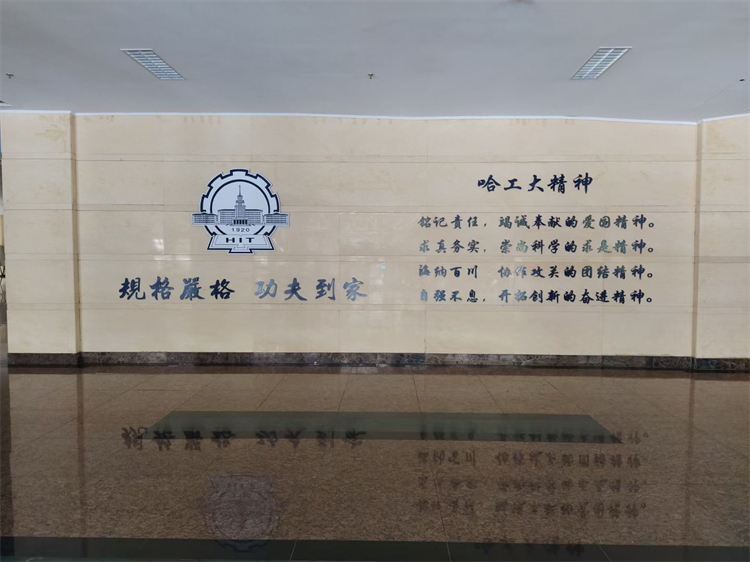 1920
HIT
規格嚴格 功夫到家
哈工大精神
铭记责任，竭诚奉献的爱国精神。
求真务实，崇尚科学的求是精神。
海纳百川 协作攻关的团结精神。
自强不息，开拓创新的奋进精神。